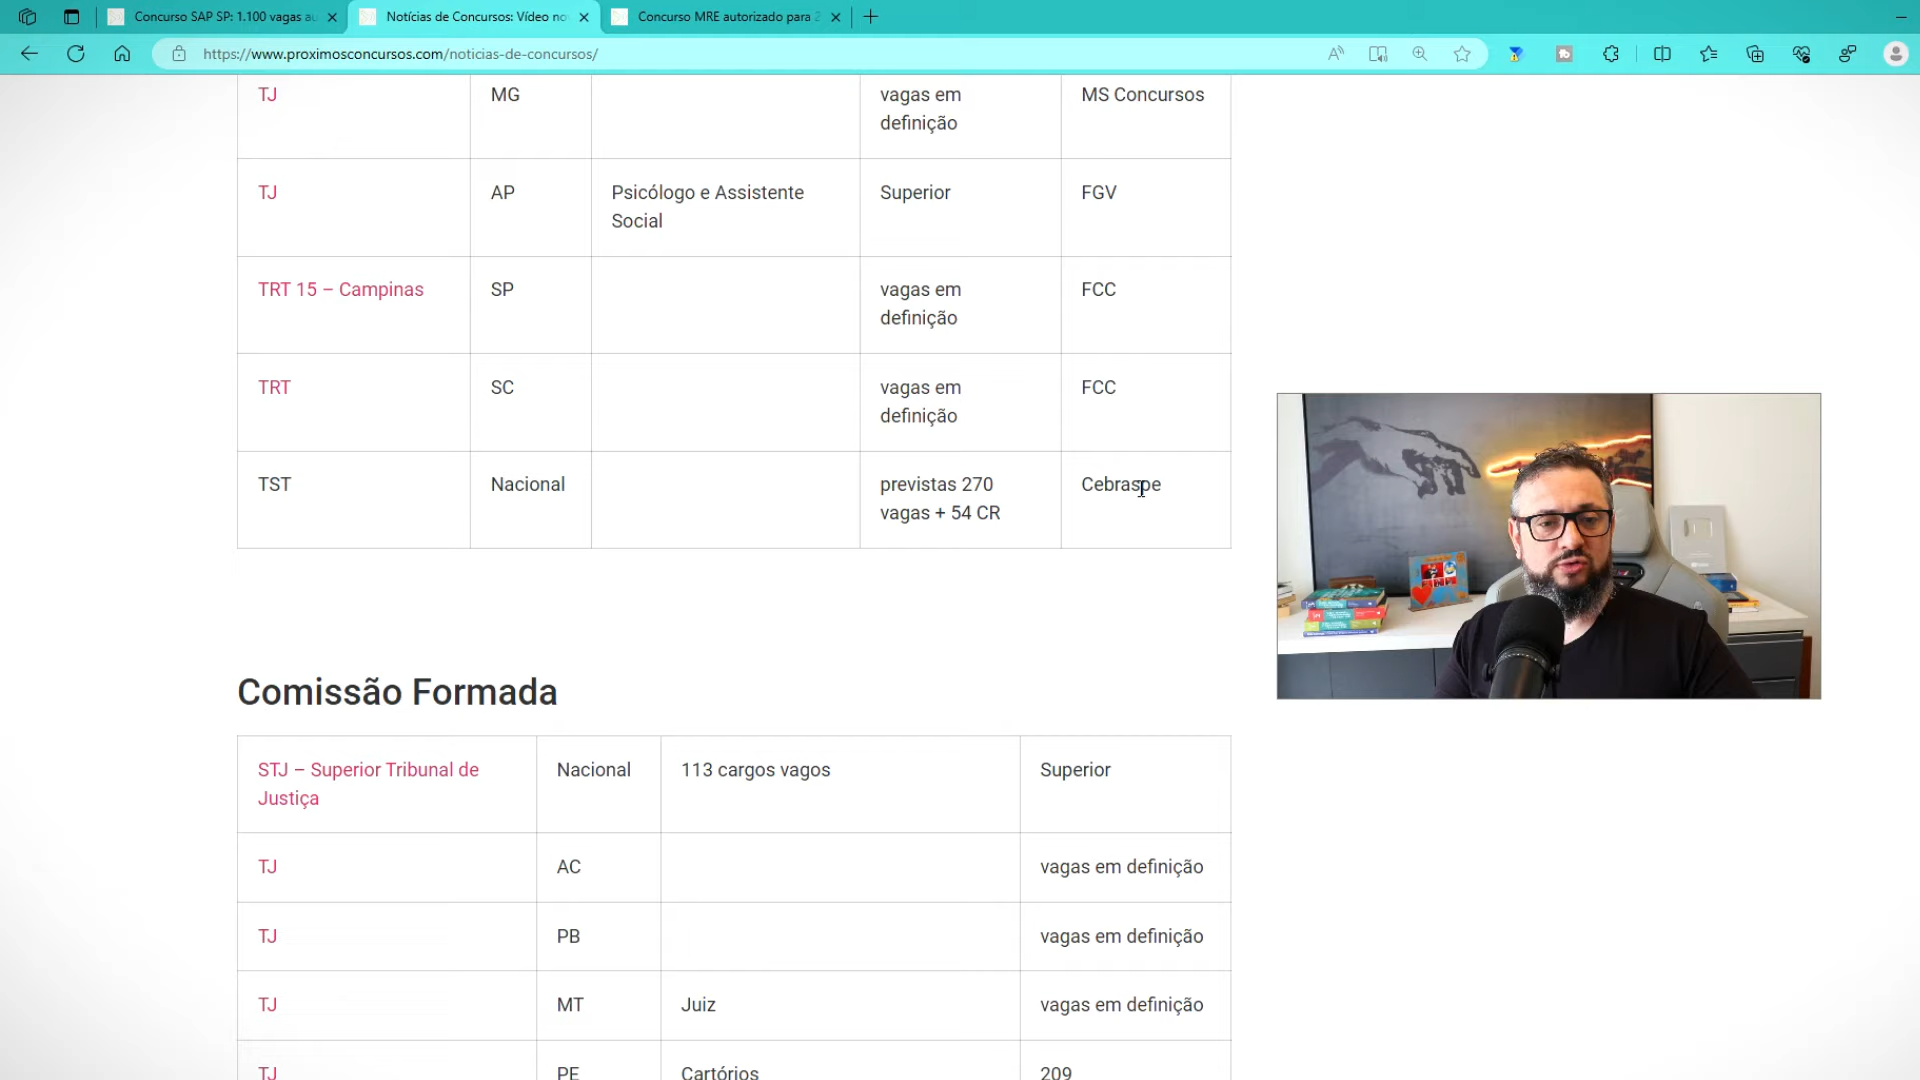 Concurso SAP SP: 1.100 vagas au
Notícias de Concursos: Vídeo no
Concurso MRE autorizado para 2
https://www.proximosconcursos.com/noticias-de-concursos/
TJ
MG
vagas em
definição
MS Concursos
TJ
AP
Psicólogo e Assistente
Social
Superior
FGV
TRT 15 – Campinas
SP
vagas em
definição
FCC
TRT
SC
vagas em
definição
FCC
TST
Nacional
previstas 270
vagas + 54 CR
Cebraspe
Comissão Formada
STJ – Superior Tribunal de
Justiça
Nacional
113 cargos vagos
Superior
TJ
AC
vagas em definição
TJ
PB
vagas em definição
TJ
MT
Juiz
vagas em definição
TJ
PE
Cartórios
209